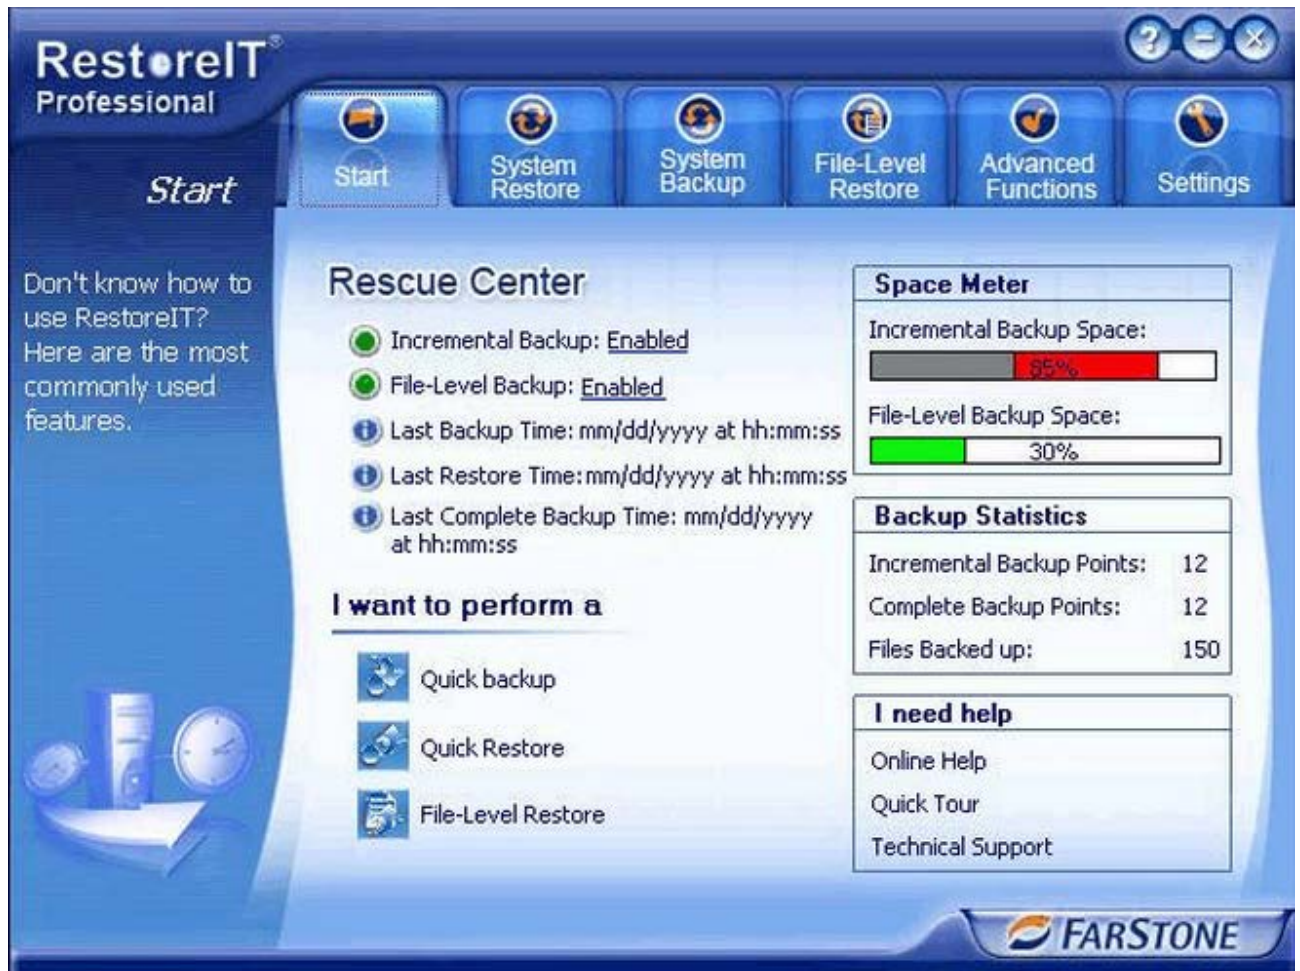 RestoreIT®
Professional
Start
System
Restore
System
Backup
File-Level
Restore
Advanced
Functions
Settings
Start
Don't know how to
use RestoreIT?
Here are the most
commonly used
features.
Rescue Center
Incremental Backup: Enabled
File-Level Backup: Enabled
Last Backup Time: mm/dd/yyyy at hh:mm:ss
Last Restore Time: mm/dd/yyyy at hh:mm:ss
Last Complete Backup Time: mm/dd/yyyy
at hh:mm:ss
I want to perform a
Quick backup
Quick Restore
File-Level Restore
Space Meter
Incremental Backup Space:
85%
File-Level Backup Space:
30%
Backup Statistics
Incremental Backup Points: 12
Complete Backup Points: 12
Files Backed up: 150
I need help
Online Help
Quick Tour
Technical Support
FARSTONE